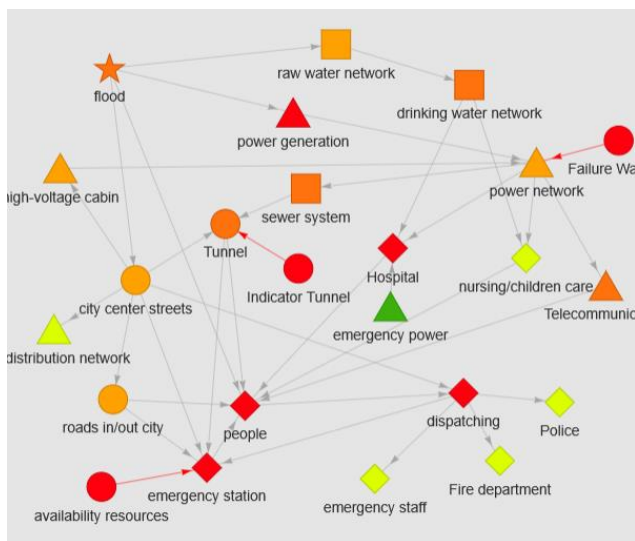 raw water network
flood
drinking water network
power generation
Failure Wa
high-voltage cabin
power network
sewer system
Tunnel
Hospital
nursing/children care
Indicator Tunnel
Telecommunic
city center streets
emergency power
distribution network
roads in/out city
people
dispatching
Police
emergency station
Fire department
availability resources
emergency staff